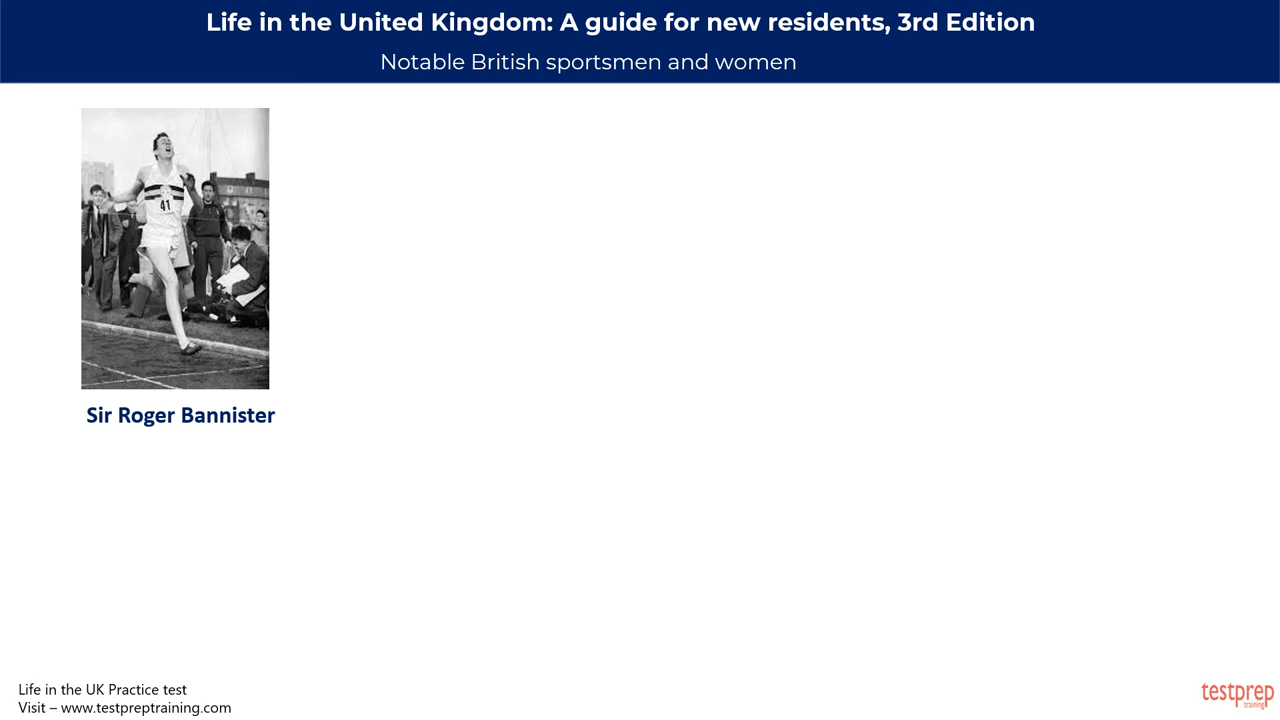 Life in the United Kingdom: A guide for new residents, 3rd Edition
Notable British sportsmen and women
41
Sir Roger Bannister
Life in the UK Practice test
Visit – www.testpreptraining.com
testprep
training